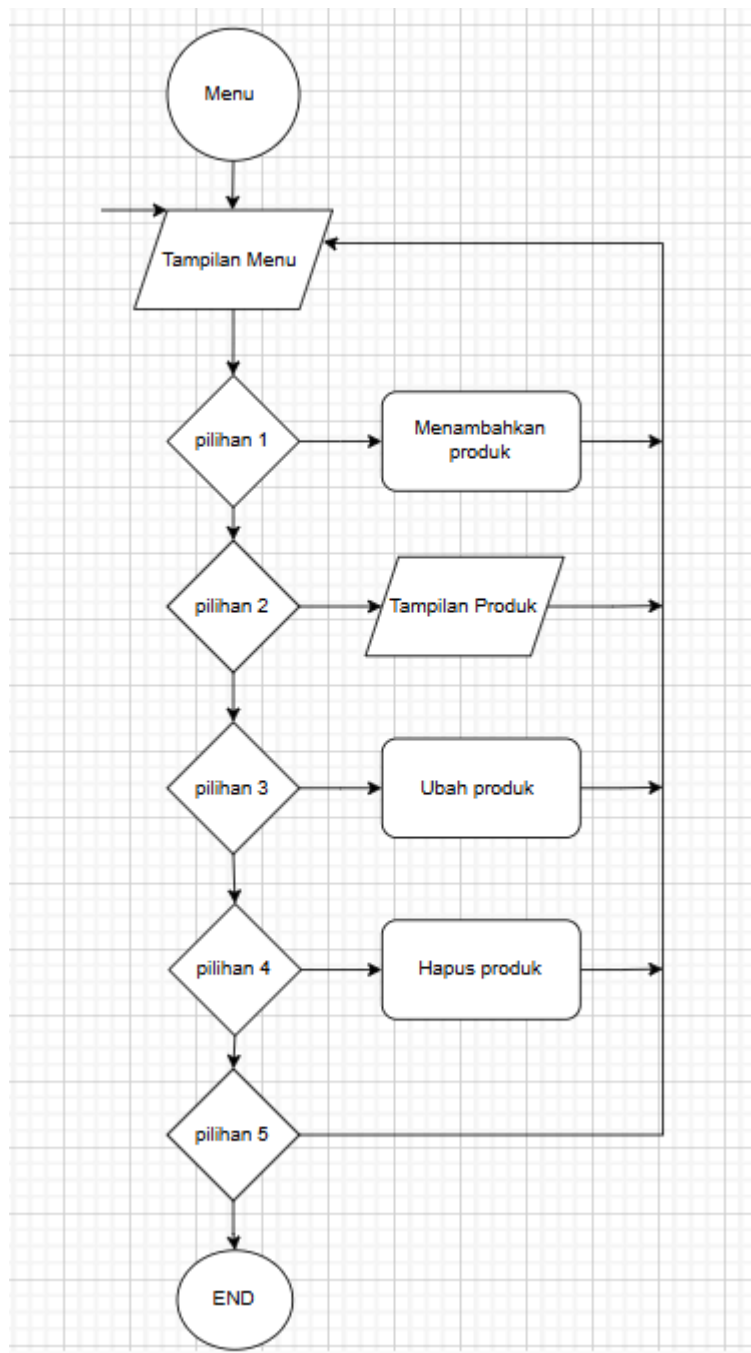 Menu
Tampilan Menu
pilihan 1
Menambahkan
produk
pilihan 2
Tampilan Produk
pilihan 3
Ubah produk
pilihan 4
Hapus produk
pilihan 5
END